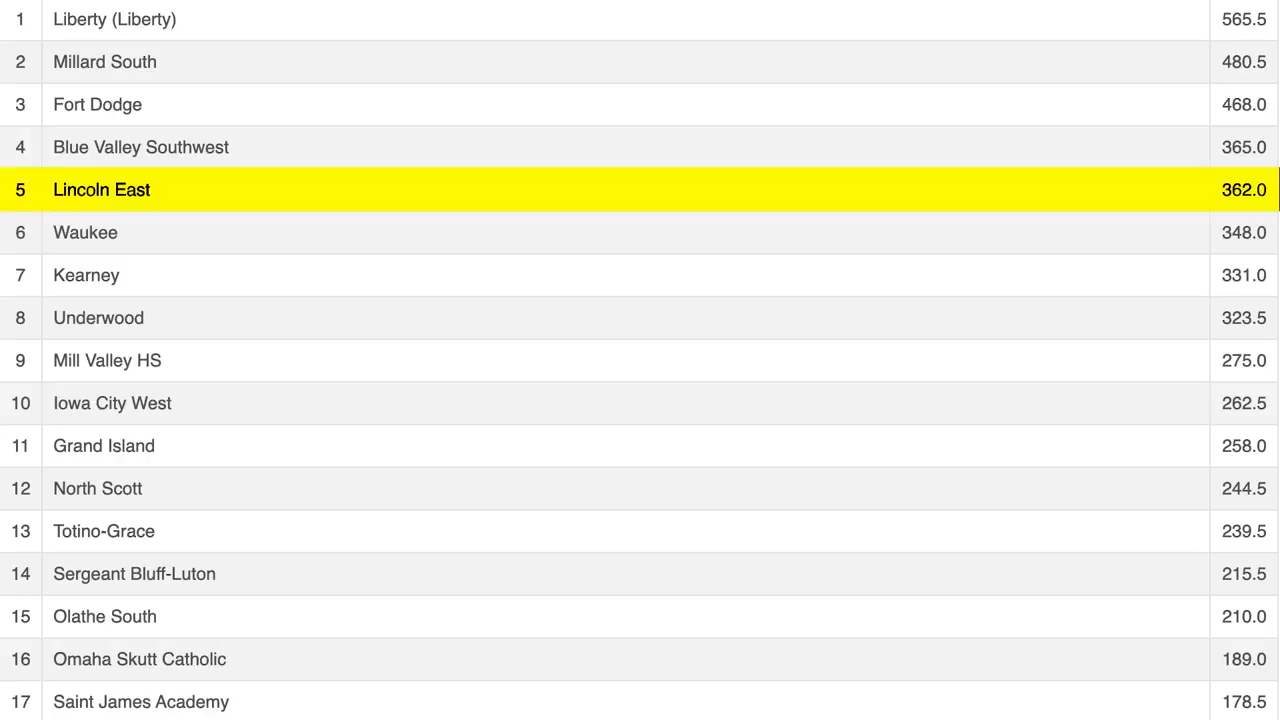 1 Liberty (Liberty) 565.5
2 Millard South 480.5
3 Fort Dodge 468.0
4 Blue Valley Southwest 365.0
5 Lincoln East 362.0
6 Waukee 348.0
7 Kearney 331.0
8 Underwood 323.5
9 Mill Valley HS 275.0
10 Iowa City West 262.5
11 Grand Island 258.0
12 North Scott 244.5
13 Totino-Grace 239.5
14 Sergeant Bluff-Luton 215.5
15 Olathe South 210.0
16 Omaha Skutt Catholic 189.0
17 Saint James Academy 178.5